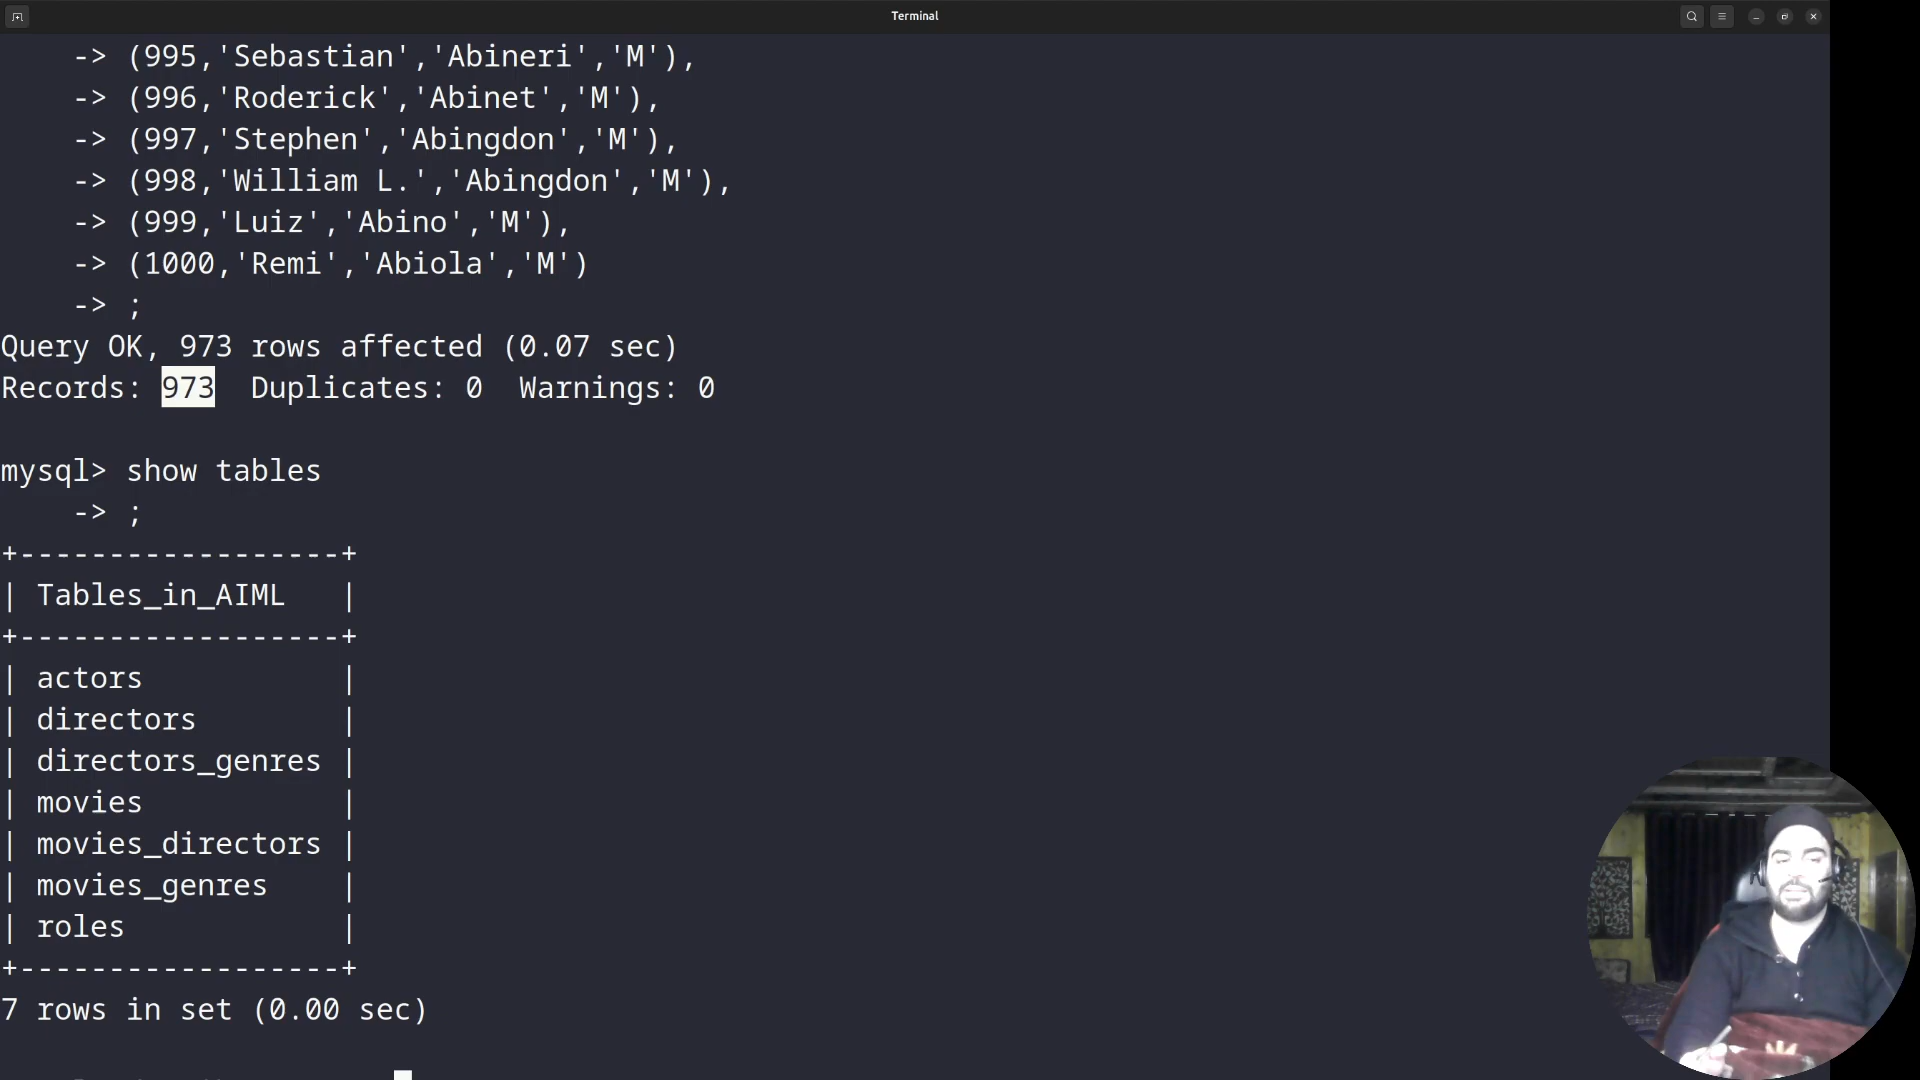 Terminal
-> (995,'Sebastian','Abineri','M'),
-> (996,'Roderick','Abinet','M'),
-> (997,'Stephen','Abingdon','M'),
-> (998,'William L.','Abingdon','M'),
-> (999,'Luiz','Abino','M'),
-> (1000,'Remi','Abiola','M')
-> ;
Query OK, 973 rows affected (0.07 sec)
Records: 973  Duplicates: 0  Warnings: 0
mysql> show tables
-> ;
+------------------+
| Tables_in_AIML   |
+------------------+
| actors           |
| directors        |
| directors_genres |
| movies           |
| movies_directors |
| movies_genres    |
| roles            |
+------------------+
7 rows in set (0.00 sec)